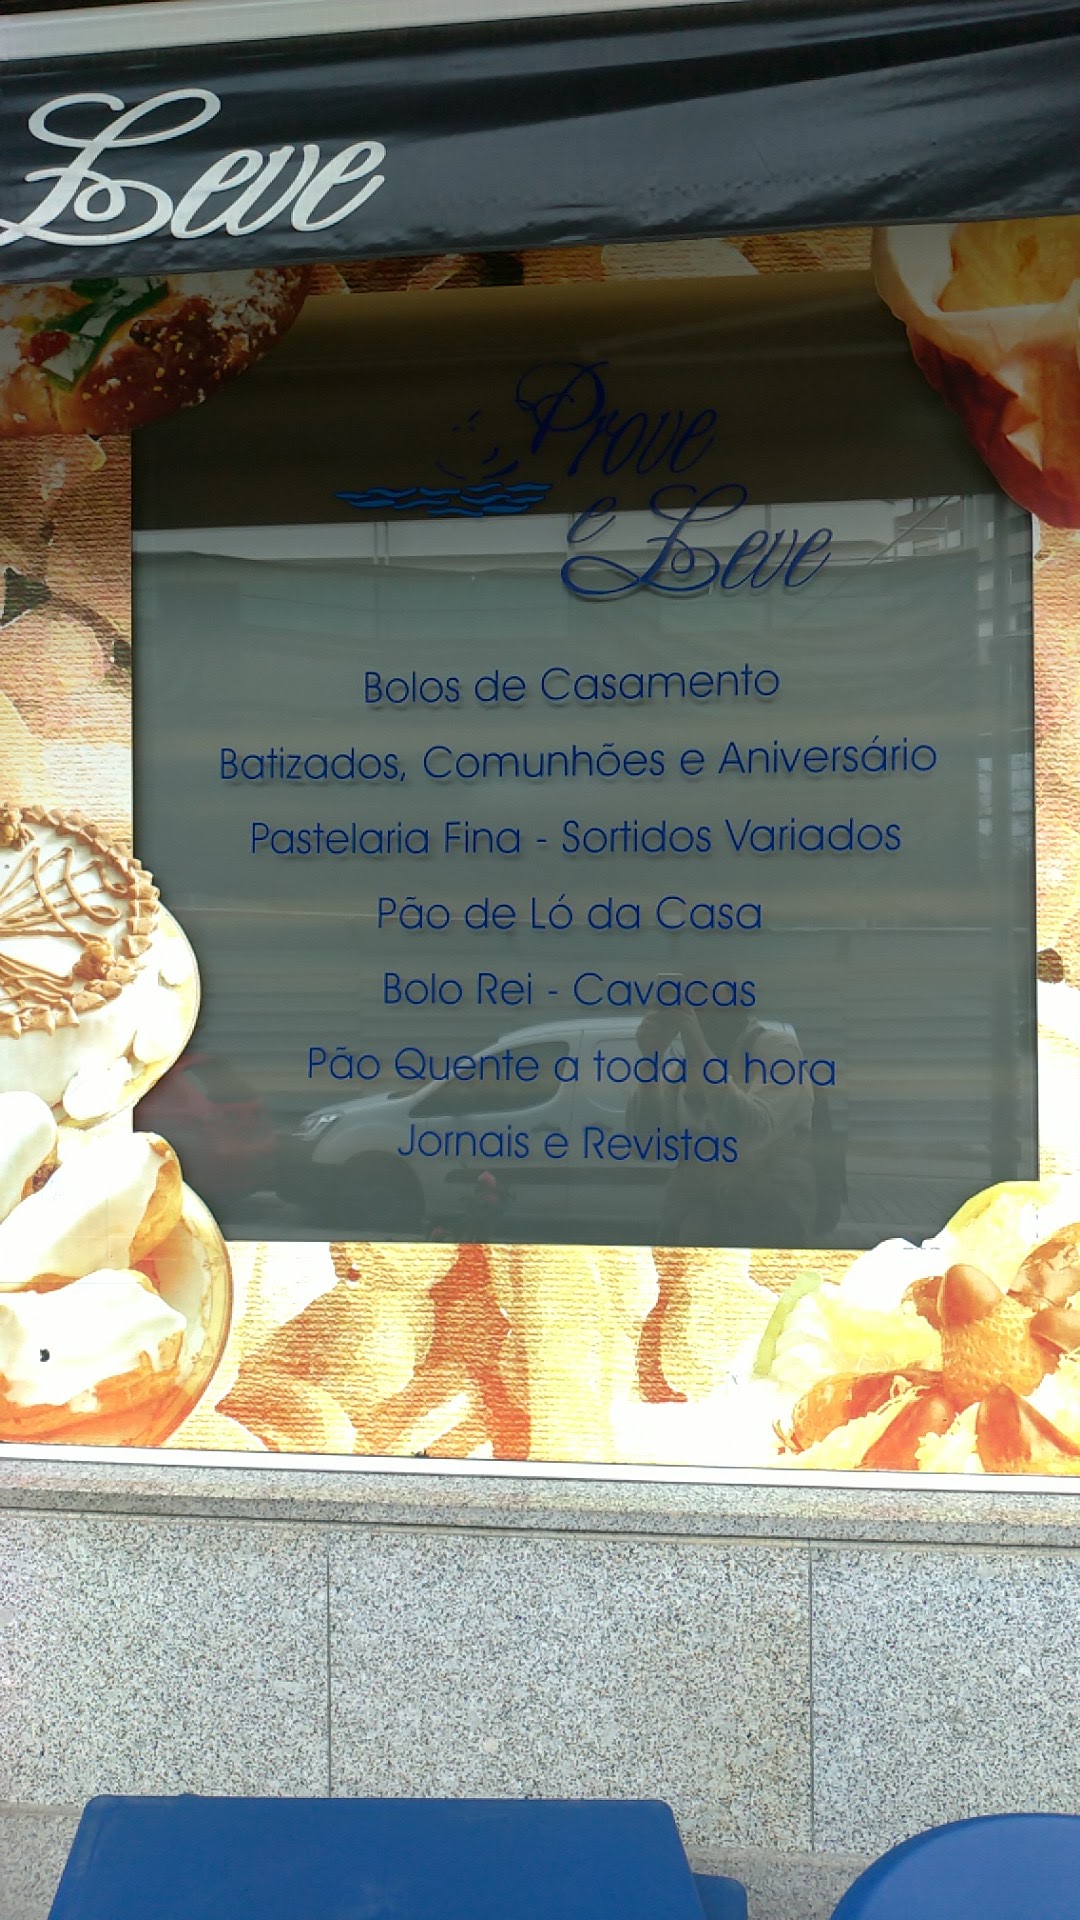 Leve
Prove
e Leve
Bolos de Casamento
Batizados, Comunhões e Aniversário
Pastelaria Fina - Sortidos Variados
Pão de Ló da Casa
Bolo Rei - Cavacas
Pão Quente a toda a hora
Jornais e Revistas